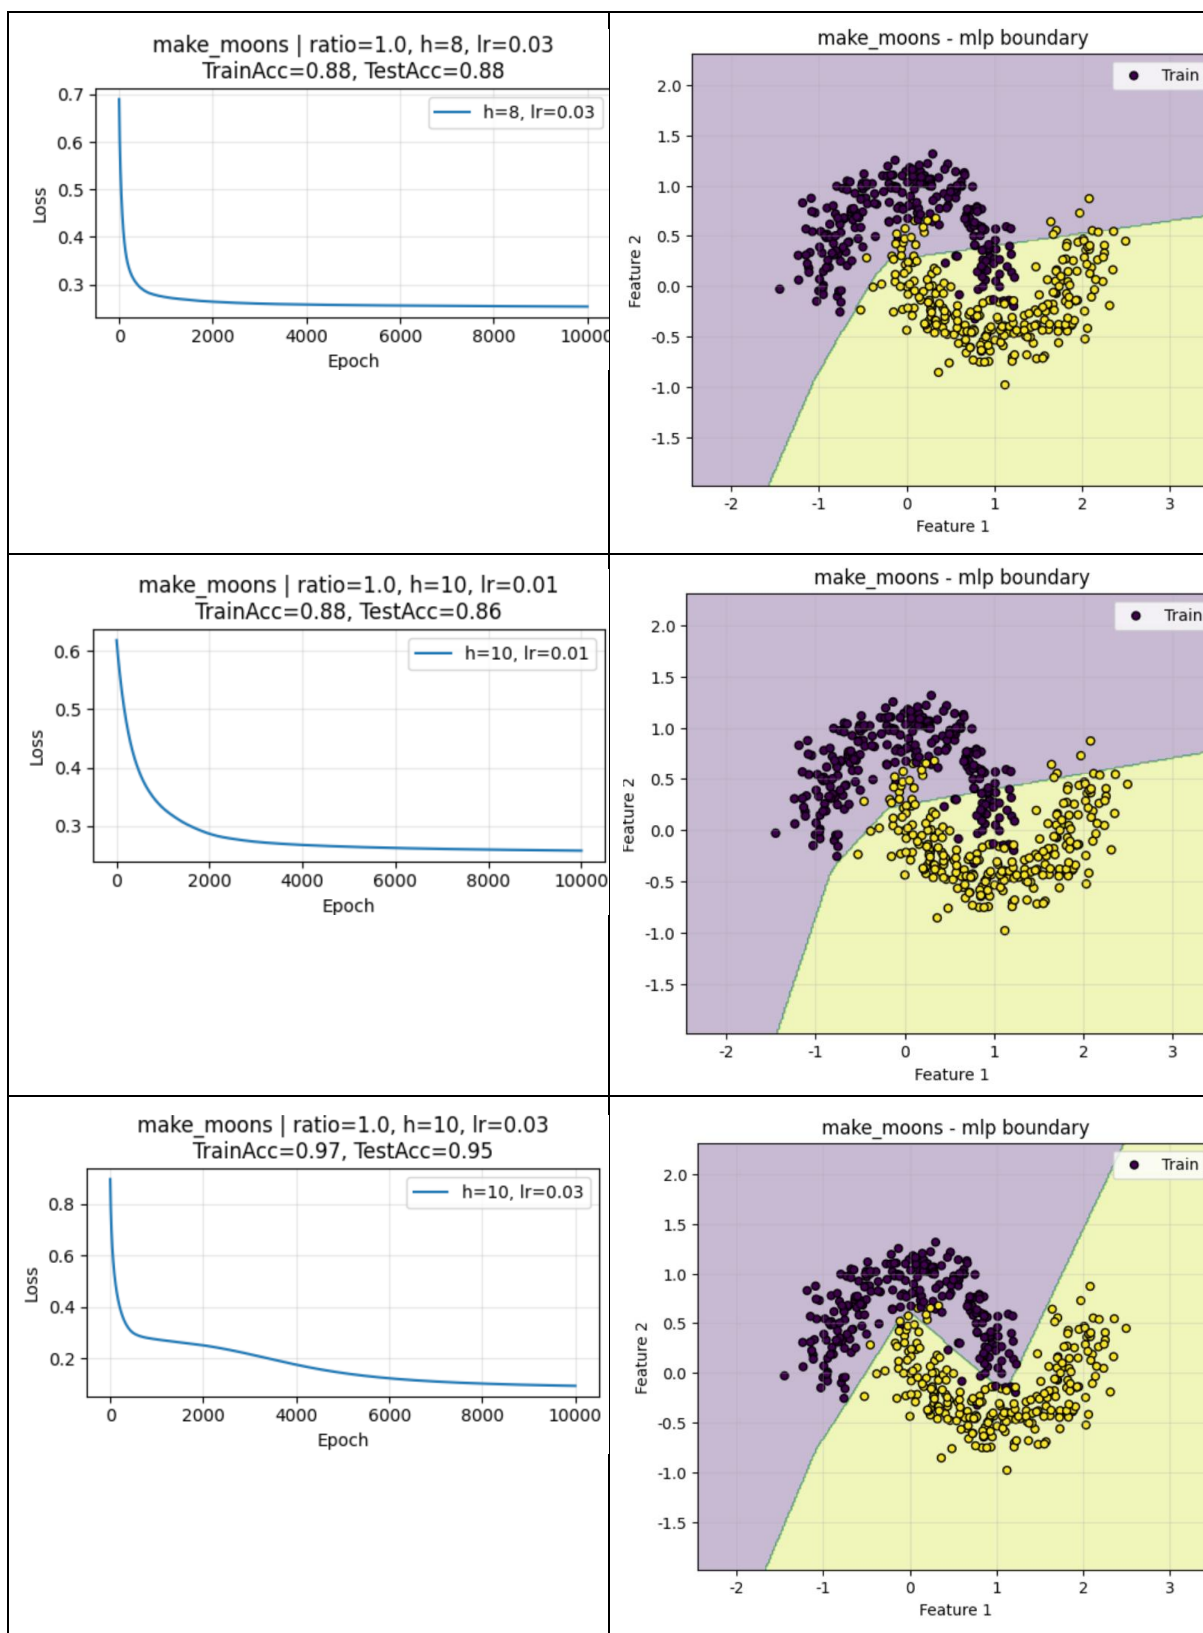 make_moons | ratio=1.0, h=8, lr=0.03
TrainAcc=0.88, TestAcc=0.88
h=8, lr=0.03
0.7
0.6
0.5
0.4
0.3
Loss
0 2000 4000 6000 8000 10000
Epoch
make_moons - mlp boundary
Train
2.0
1.5
1.0
0.5
0.0
-0.5
-1.0
-1.5
Feature 2
-2 -1 0 1 2 3
Feature 1
make_moons | ratio=1.0, h=10, lr=0.01
TrainAcc=0.88, TestAcc=0.86
h=10, lr=0.01
0.6
0.5
0.4
0.3
Loss
0 2000 4000 6000 8000 10000
Epoch
make_moons - mlp boundary
Train
2.0
1.5
1.0
0.5
0.0
-0.5
-1.0
-1.5
Feature 2
-2 -1 0 1 2 3
Feature 1
make_moons | ratio=1.0, h=10, lr=0.03
TrainAcc=0.97, TestAcc=0.95
h=10, lr=0.03
0.8
0.6
0.4
0.2
Loss
0 2000 4000 6000 8000 10000
Epoch
make_moons - mlp boundary
Train
2.0
1.5
1.0
0.5
0.0
-0.5
-1.0
-1.5
Feature 2
-2 -1 0 1 2 3
Feature 1